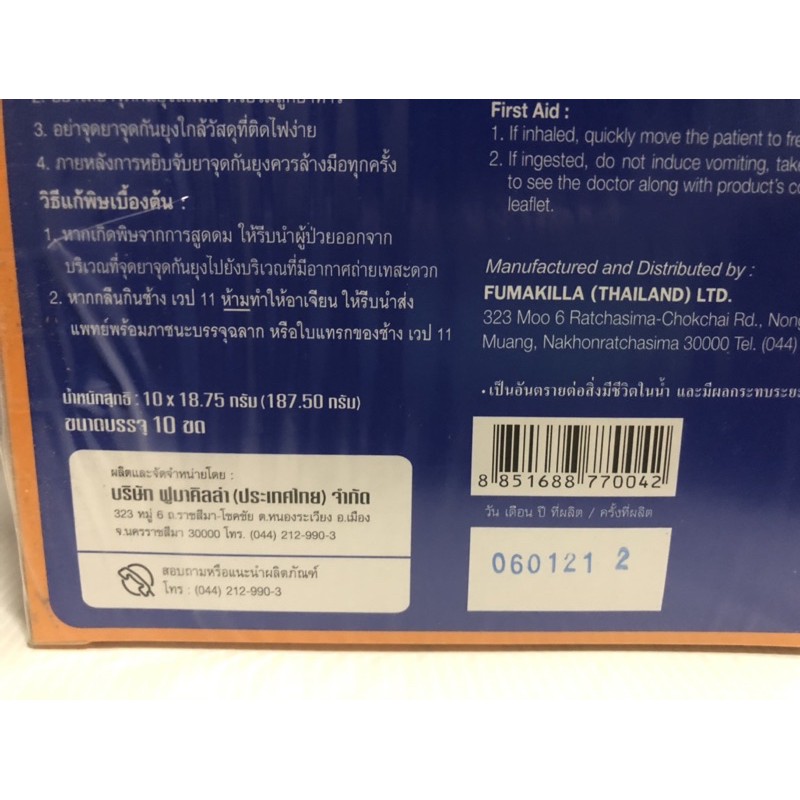 3. อย่าจุดยาจุดกันยุงใกล้วัสดุที่ติดไฟง่าย
4. ภายหลังการหยิบจับยาจุดกันยุงควรล้างมือทุกครั้ง
วิธีแก้พิษเบื้องต้น :
1. หากเกิดพิษจากการสูดดม ให้รีบนำผู้ป่วยออกจาก
บริเวณที่จุดยาจุดกันยุงไปยังบริเวณที่มีอากาศถ่ายเทสะดวก
2. หากกลืนกินช้าง เวป 11 ห้ามทำให้อาเจียน ให้รีบนำส่ง
แพทย์พร้อมภาชนะบรรจุฉลาก หรือใบแทรกของช้าง เวป 11
น้ำหนักสุทธิ : 10 x 18.75 กรัม (187.50 กรัม)
ขนาดบรรจุ 10 ขด
ผลิตและจัดจำหน่ายโดย :
บริษัท ฟูมาคิลล่า (ประเทศไทย) จำกัด
323 หมู่ 6 ถ.ราชสีมา-โชคชัย ต.หนองระเวียง อ.เมือง
จ.นครราชสีมา 30000 โทร. (044) 212-990-3
สอบถามหรือแนะนำผลิตภัณฑ์
โทร : (044) 212-990-3
First Aid :
1. If inhaled, quickly move the patient to
2. If ingested, do not induce vomiting,
to see the doctor along with product's
leaflet.
Manufactured and Distributed by :
FUMAKILLA (THAILAND) LTD.
323 Moo 6 Ratchasima-Chokchai Rd.,
Muang, Nakhonratchasima 30000 Tel. (044)
• เป็นอันตรายต่อสิ่งมีชีวิตในน้ำ และมีผลกระทบ
8 851688 770042
วัน เดือน ปี ที่ผลิต / ครั้งที่ผลิต
060121 2